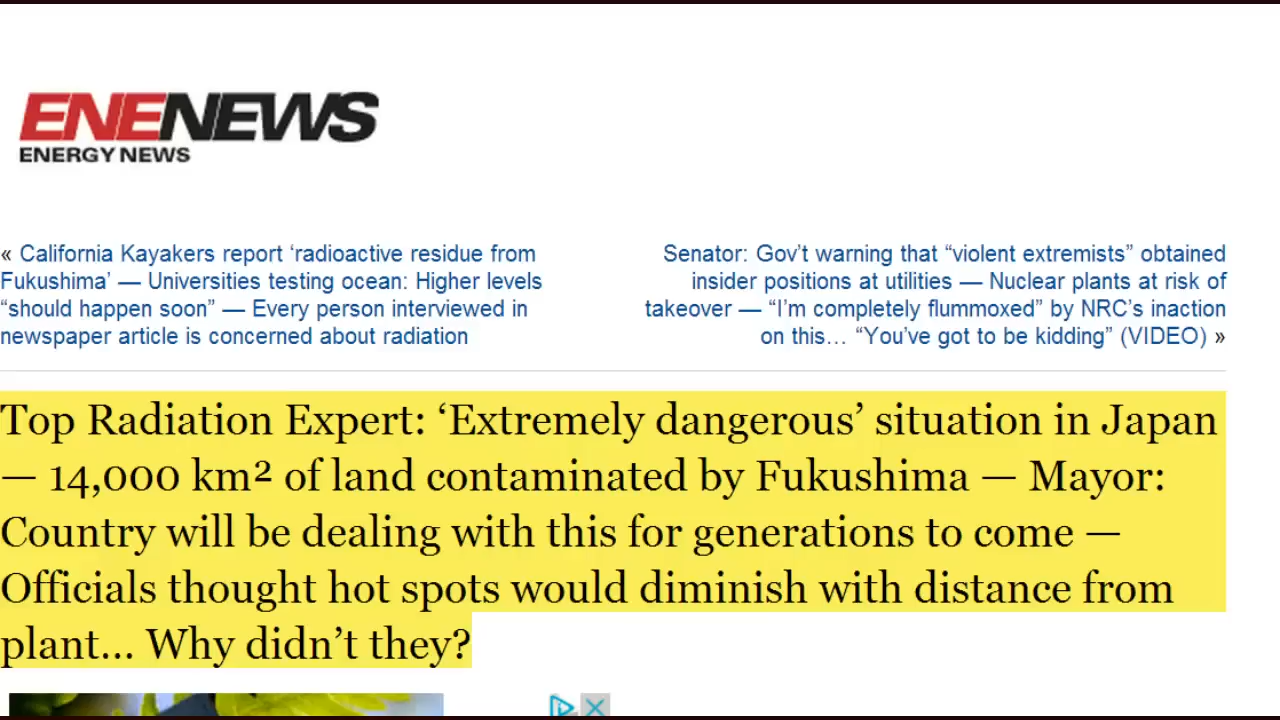 ENENEWS
ENERGY NEWS
« California Kayakers report ‘radioactive residue from
Fukushima’ — Universities testing ocean: Higher levels
“should happen soon” — Every person interviewed in
newspaper article is concerned about radiation
Senator: Gov’t warning that “violent extremists” obtained
insider positions at utilities — Nuclear plants at risk of
takeover — “I’m completely flummoxed” by NRC’s inaction
on this… “You’ve got to be kidding” (VIDEO) »
Top Radiation Expert: ‘Extremely dangerous’ situation in Japan
— 14,000 km² of land contaminated by Fukushima — Mayor:
Country will be dealing with this for generations to come —
Officials thought hot spots would diminish with distance from
plant… Why didn’t they?